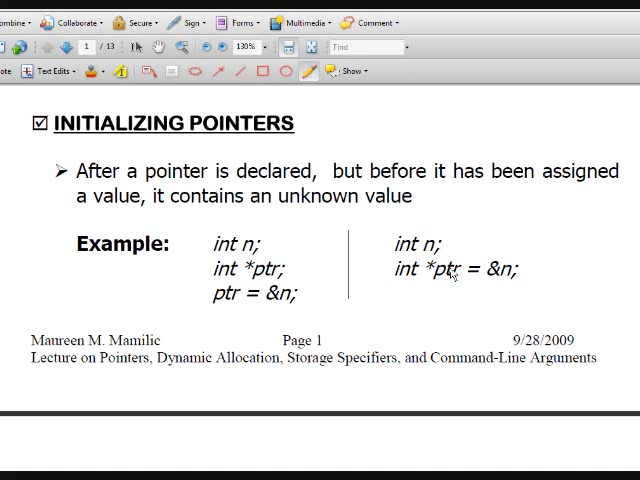 ombine Collaborate Secure Sign Forms Multimedia Comment
1 / 13 130% Find
ote Text Edits Show
INITIALIZING POINTERS
After a pointer is declared, but before it has been assigned
a value, it contains an unknown value
Example: int n; int n;
int *ptr; int *ptr = &n;
ptr = &n;
Maureen M. Mamilic Page 1 9/28/2009
Lecture on Pointers, Dynamic Allocation, Storage Specifiers, and Command-Line Arguments